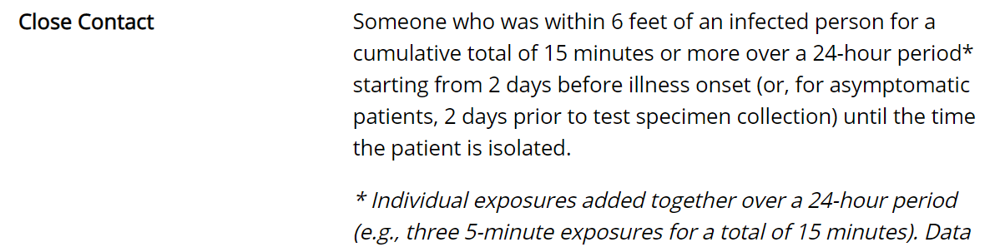 Close Contact
Someone who was within 6 feet of an infected person for a
cumulative total of 15 minutes or more over a 24-hour period*
starting from 2 days before illness onset (or, for asymptomatic
patients, 2 days prior to test specimen collection) until the time
the patient is isolated.
* Individual exposures added together over a 24-hour period
(e.g., three 5-minute exposures for a total of 15 minutes). Data